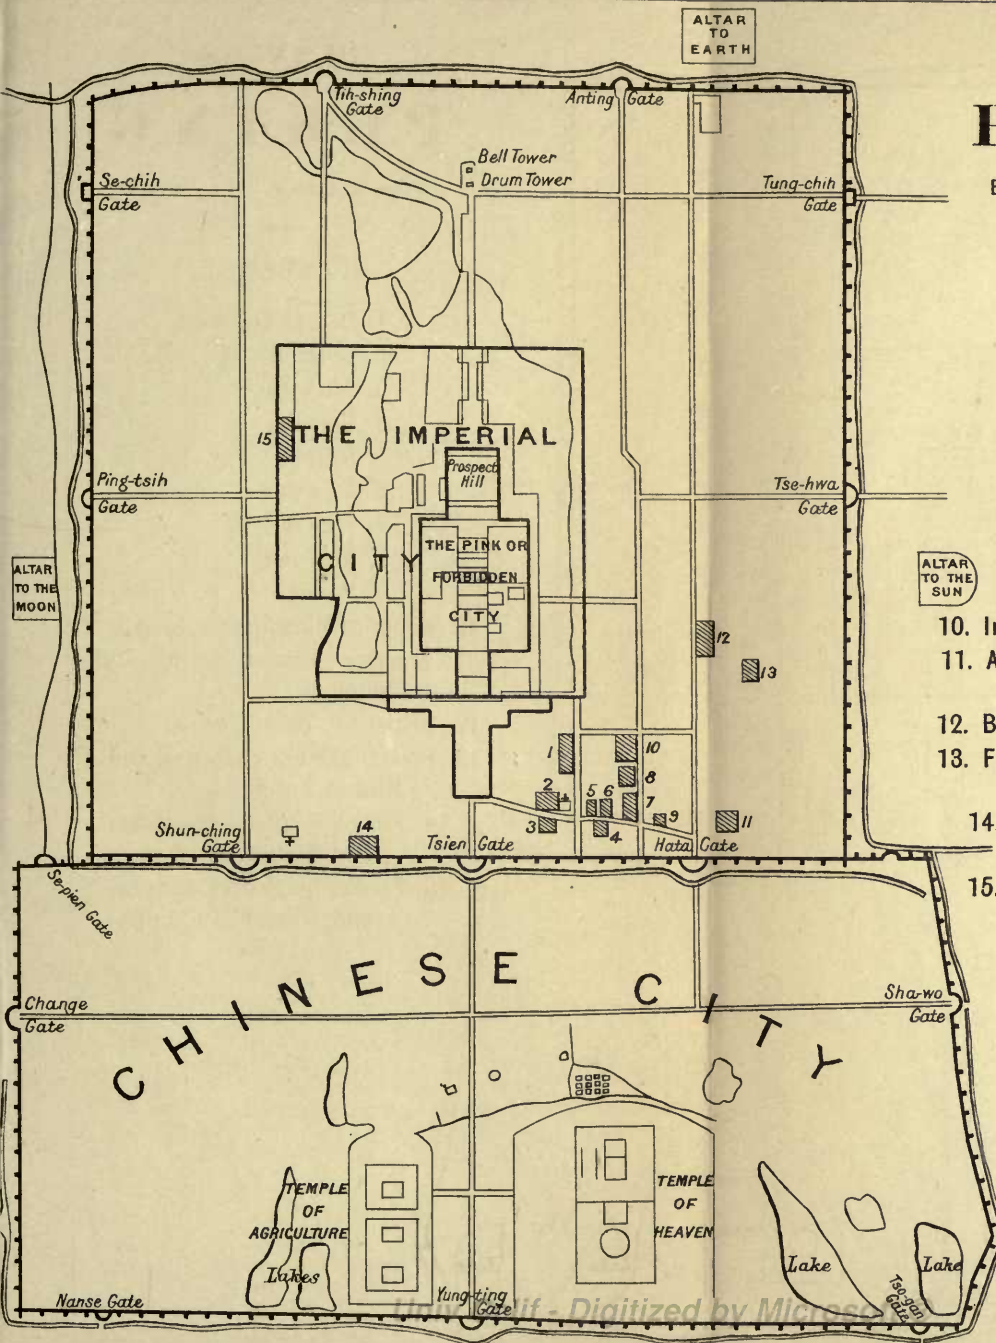 ALTAR
TO
EARTH
Tih-shing
Gate
Anting Gate
Bell Tower
Drum Tower
Se-chih
Gate
Tung-chih
Gate
15
THE IMPERIAL
CITY
Prospect
Hill
Ping-tsih
Gate
Tse-hwa
Gate
THE PINK OR
FORBIDDEN
CITY
ALTAR
TO THE
MOON
ALTAR
TO THE
SUN
10. I
11. A
12. B
13. F
14
15.
12
13
1
10
8
2
5 6
7
3
4
9
11
14
Shun-ching
Gate
Tsien Gate
Hata Gate
Se-pien Gate
CHINESE CITY
Change
Gate
Sha-wo
Gate
TEMPLE
OF
AGRICULTURE
TEMPLE
OF
HEAVEN
Lakes
Lake
Lake
Nanse Gate
Yung-ting
Gate
Tso-gan
Gate
Univ Calif - Digitized by Microsoft ®